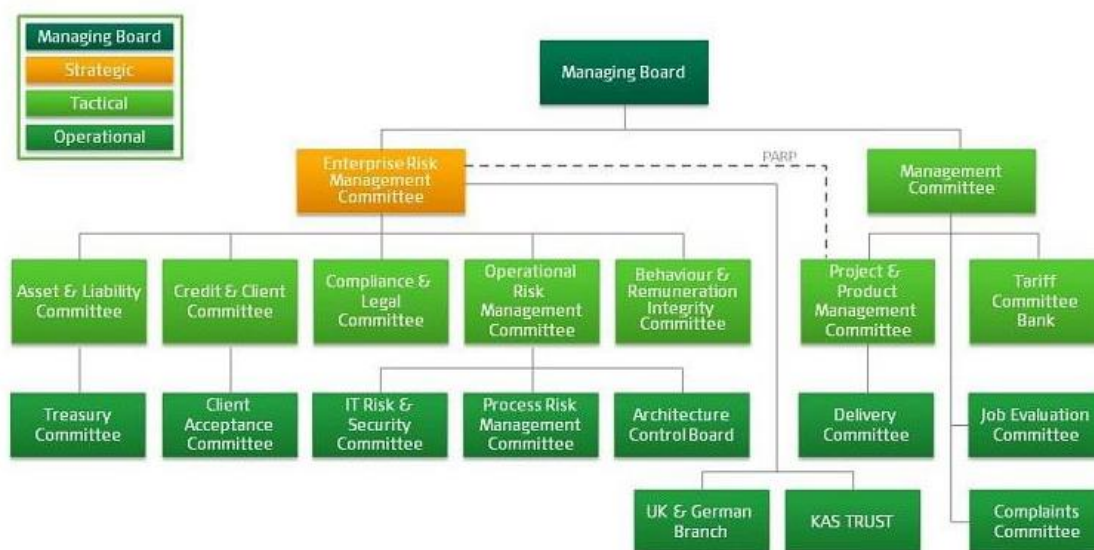 Managing Board
Strategic
Tactical
Operational
Managing Board
Enterprise Risk
Management
Committee
PARP
Management
Committee
Asset & Liability
Committee
Credit & Client
Committee
Compliance &
Legal
Committee
Operational
Risk
Management
Committee
Behaviour &
Remuneration
Integrity
Committee
Project &
Product
Management
Committee
Tariff
Committee
Bank
Treasury
Committee
Client
Acceptance
Committee
IT Risk &
Security
Committee
Process Risk
Management
Committee
Architecture
Control Board
Delivery
Committee
Job Evaluation
Committee
UK & German
Branch
KAS TRUST
Complaints
Committee